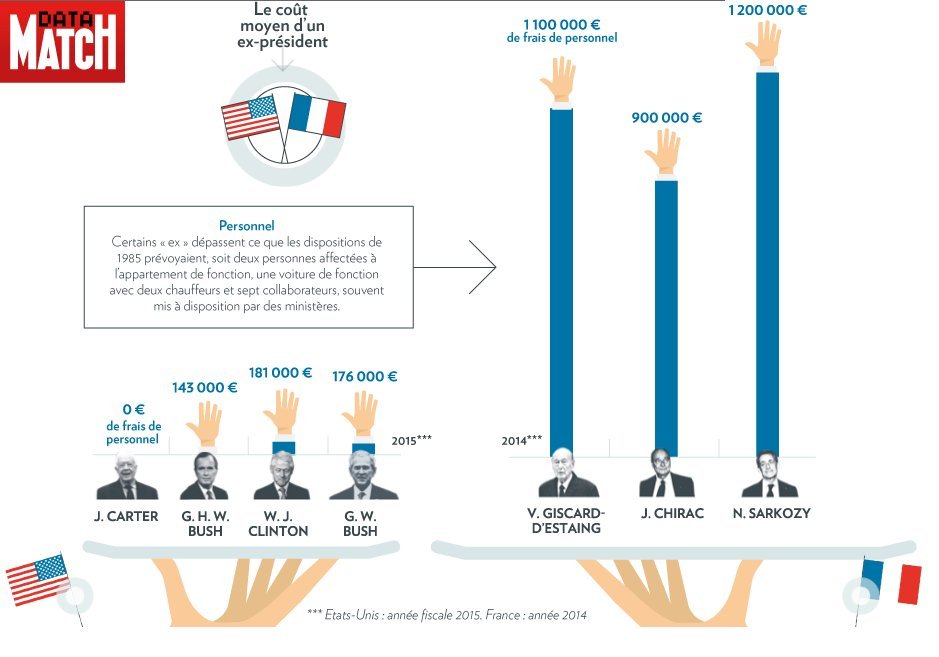 DATA
MATCH
Le coût
moyen d'un
ex-président
1 100 000 €
de frais de personnel
900 000 €
1 200 000 €
Personnel
Certains « ex » dépassent ce que les dispositions de
1985 prévoyaient, soit deux personnes affectées à
l'appartement de fonction, une voiture de fonction
avec deux chauffeurs et sept collaborateurs, souvent
mis à disposition par des ministères.
0 €
de frais de
personnel
143 000 €
181 000 €
176 000 €
2015***
2014***
J. CARTER
G. H. W.
BUSH
W. J.
CLINTON
G. W.
BUSH
V. GISCARD-
D'ESTAING
J. CHIRAC
N. SARKOZY
*** Etats-Unis : année fiscale 2015. France : année 2014